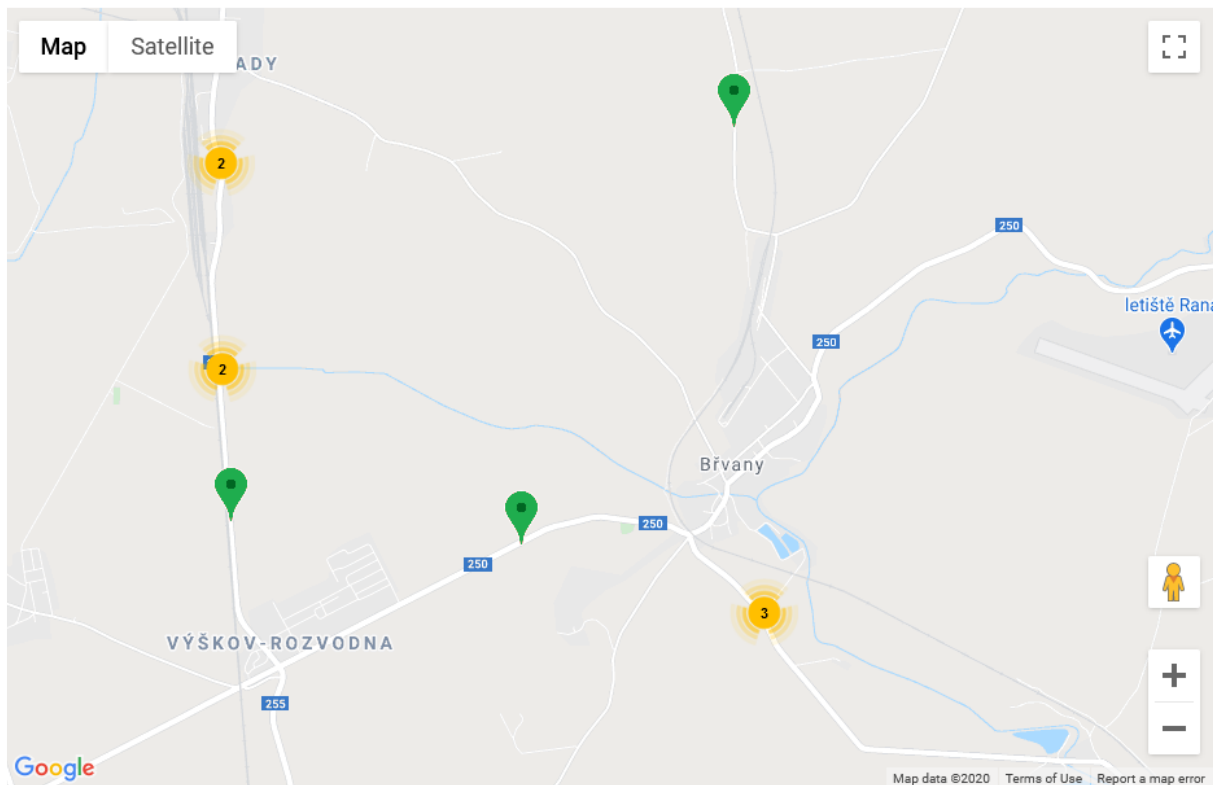 Map Satellite
ADY
2
250
letiště Rana
250
2
Břvany
250
250
3
VÝŠKOV-ROZVODNA
255
Google
Map data ©2020 Terms of Use Report a map error